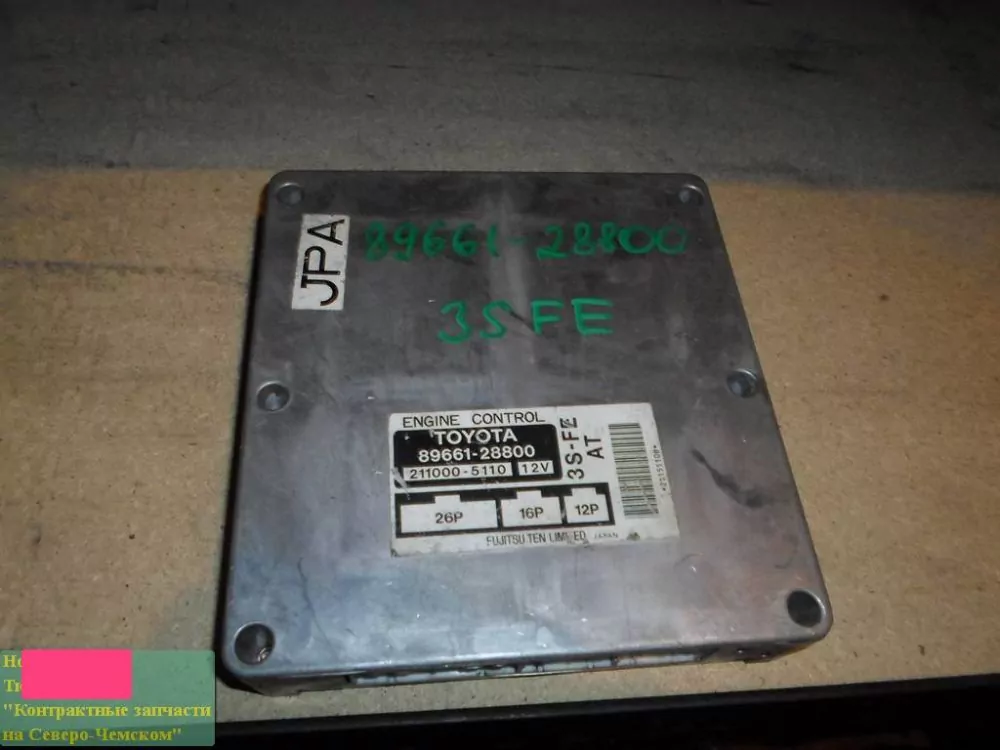 JPA
89661-28800
3S FE
ENGINE CONTROL
TOYOTA
89661-28800
211000-5110 12V
3S-FE
AT
26P 16P 12P
FUJITSU TEN LIMITED JAPAN
"Контрактные запчасти
на Северо-Чемском"